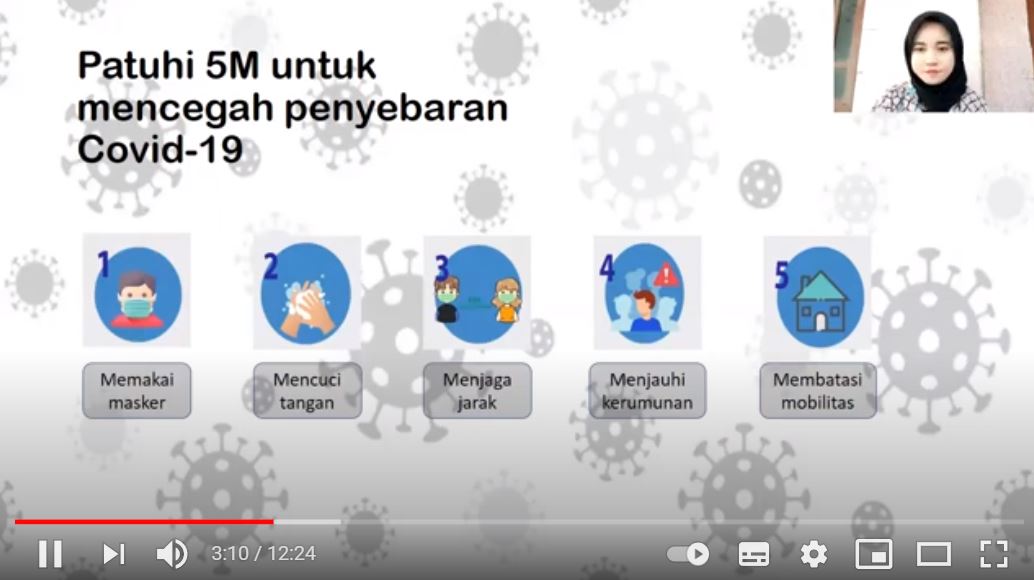 Patuhi 5M untuk
mencegah penyebaran
Covid-19
1
2
3
4
5
Memakai
masker
Mencuci
tangan
Menjaga
jarak
Menjauhi
kerumunan
Membatasi
mobilitas
3:10 / 12:24